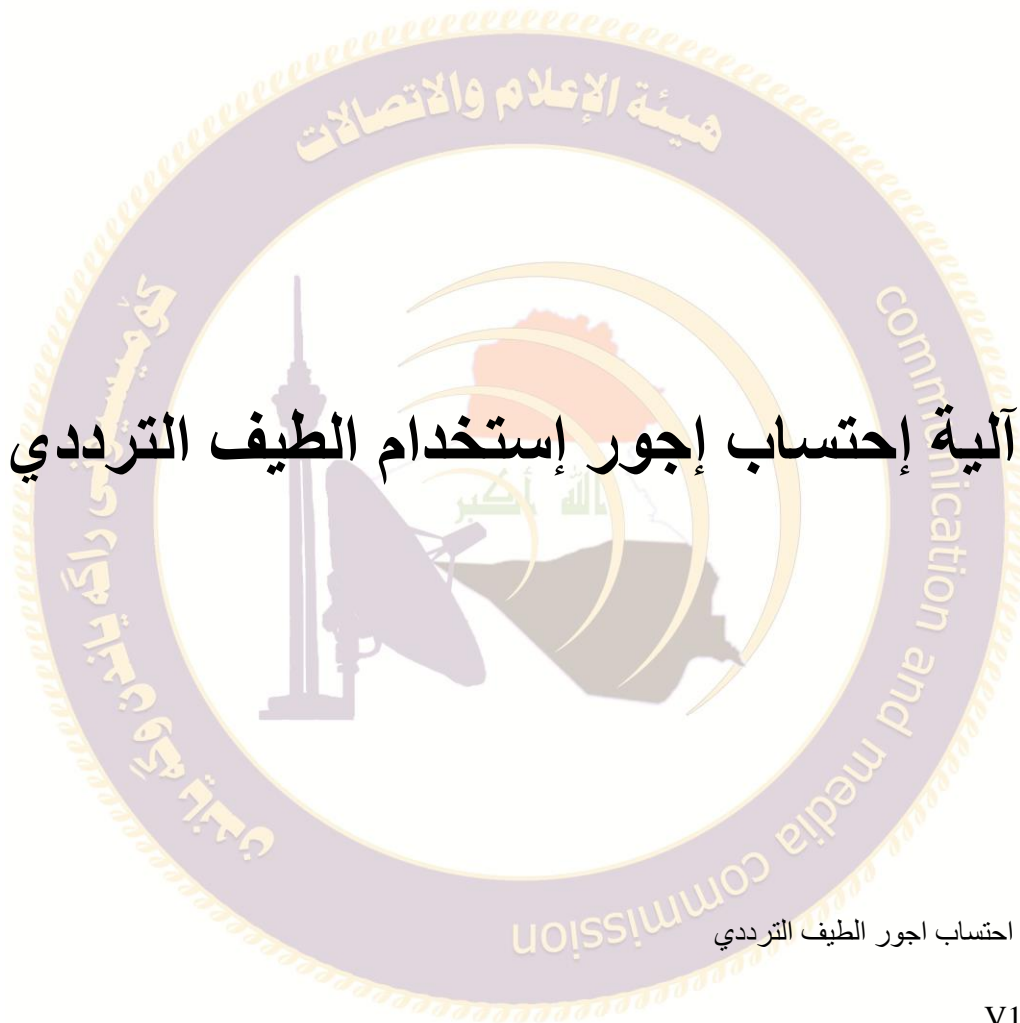 هيئة الإعلام والاتصالات
communication and media commission
آلية إحتساب إجور إستخدام الطيف الترددي
الله أكبر
احتساب اجور الطيف الترددي
V1